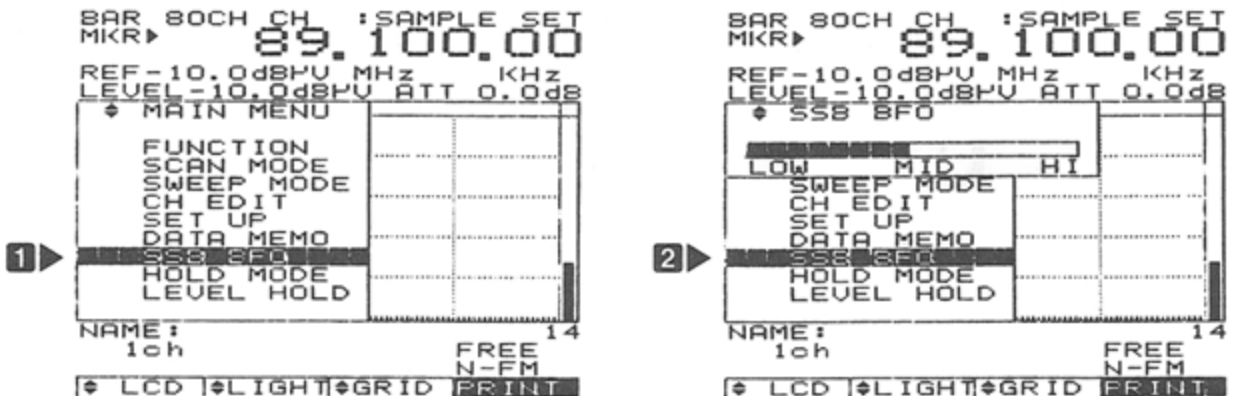 BAR 80CH CH :SAMPLE SET
MKR▶ 89.100.00
REF-10.0dBμV MHz KHz
LEVEL-10.0dBμV ATT 0.0dB
MAIN MENU
FUNCTION
SCAN MODE
SWEEP MODE
CH EDIT
SET UP
DATA MEMO
1 SSB BFO
HOLD MODE
LEVEL HOLD
NAME: 14
1ch FREE
N-FM
LCD LIGHT GRID PRINT
BAR 80CH CH :SAMPLE SET
MKR▶ 89.100.00
REF-10.0dBμV MHz KHz
LEVEL-10.0dBμV ATT 0.0dB
SSB BFO
LOW MID HI
SWEEP MODE
CH EDIT
SET UP
DATA MEMO
2 SSB BFO
HOLD MODE
LEVEL HOLD
NAME: 14
1ch FREE
N-FM
LCD LIGHT GRID PRINT